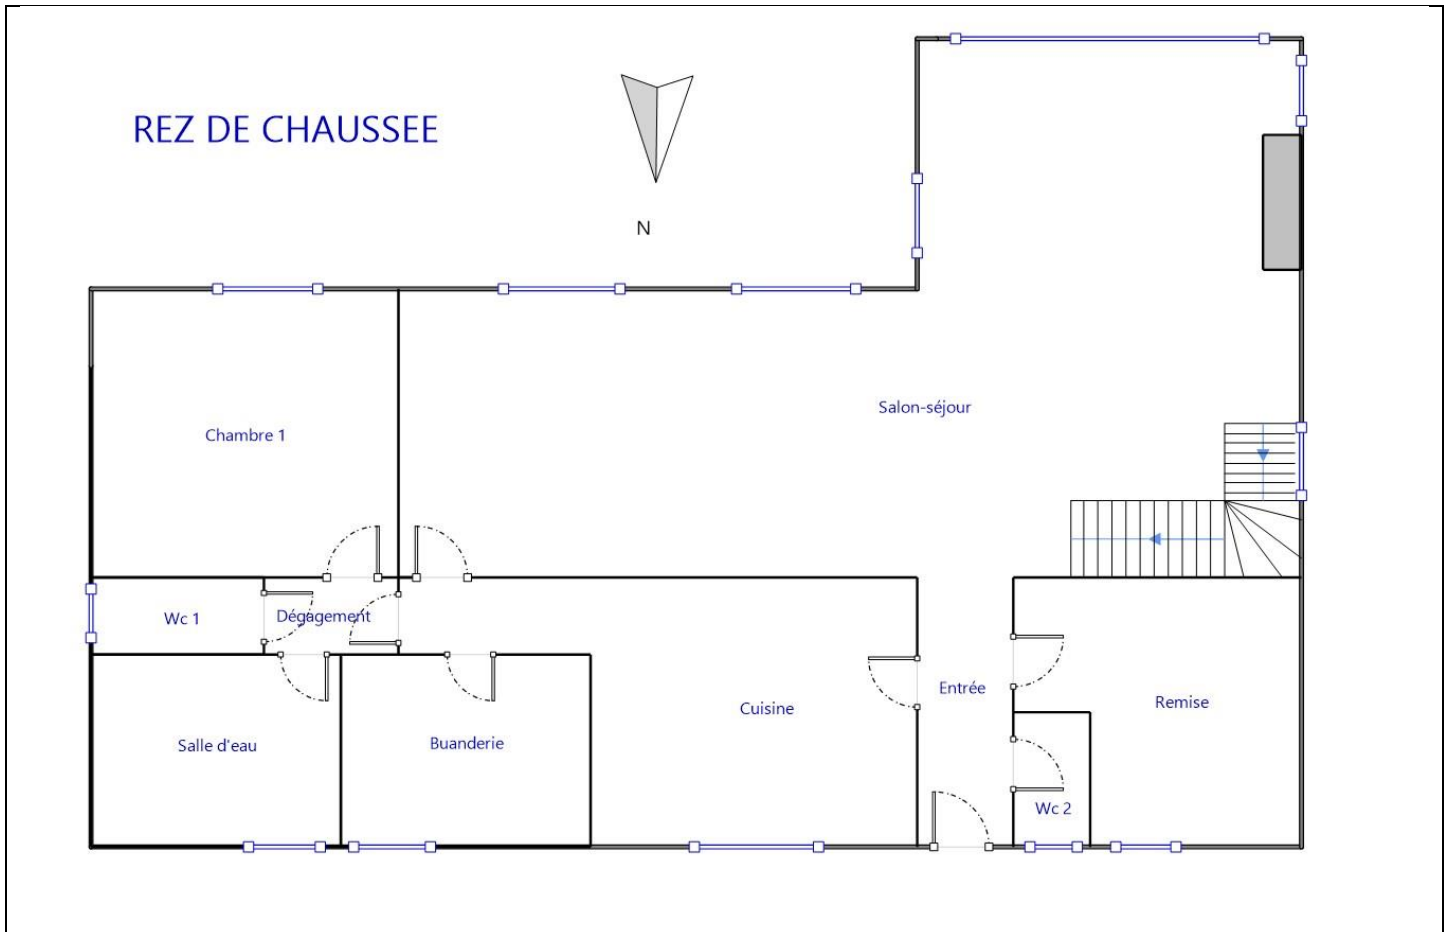 REZ DE CHAUSSEE
N
Salon-séjour
Chambre 1
Wc 1
Dégagement
Entrée
Remise
Cuisine
Salle d'eau
Buanderie
Wc 2